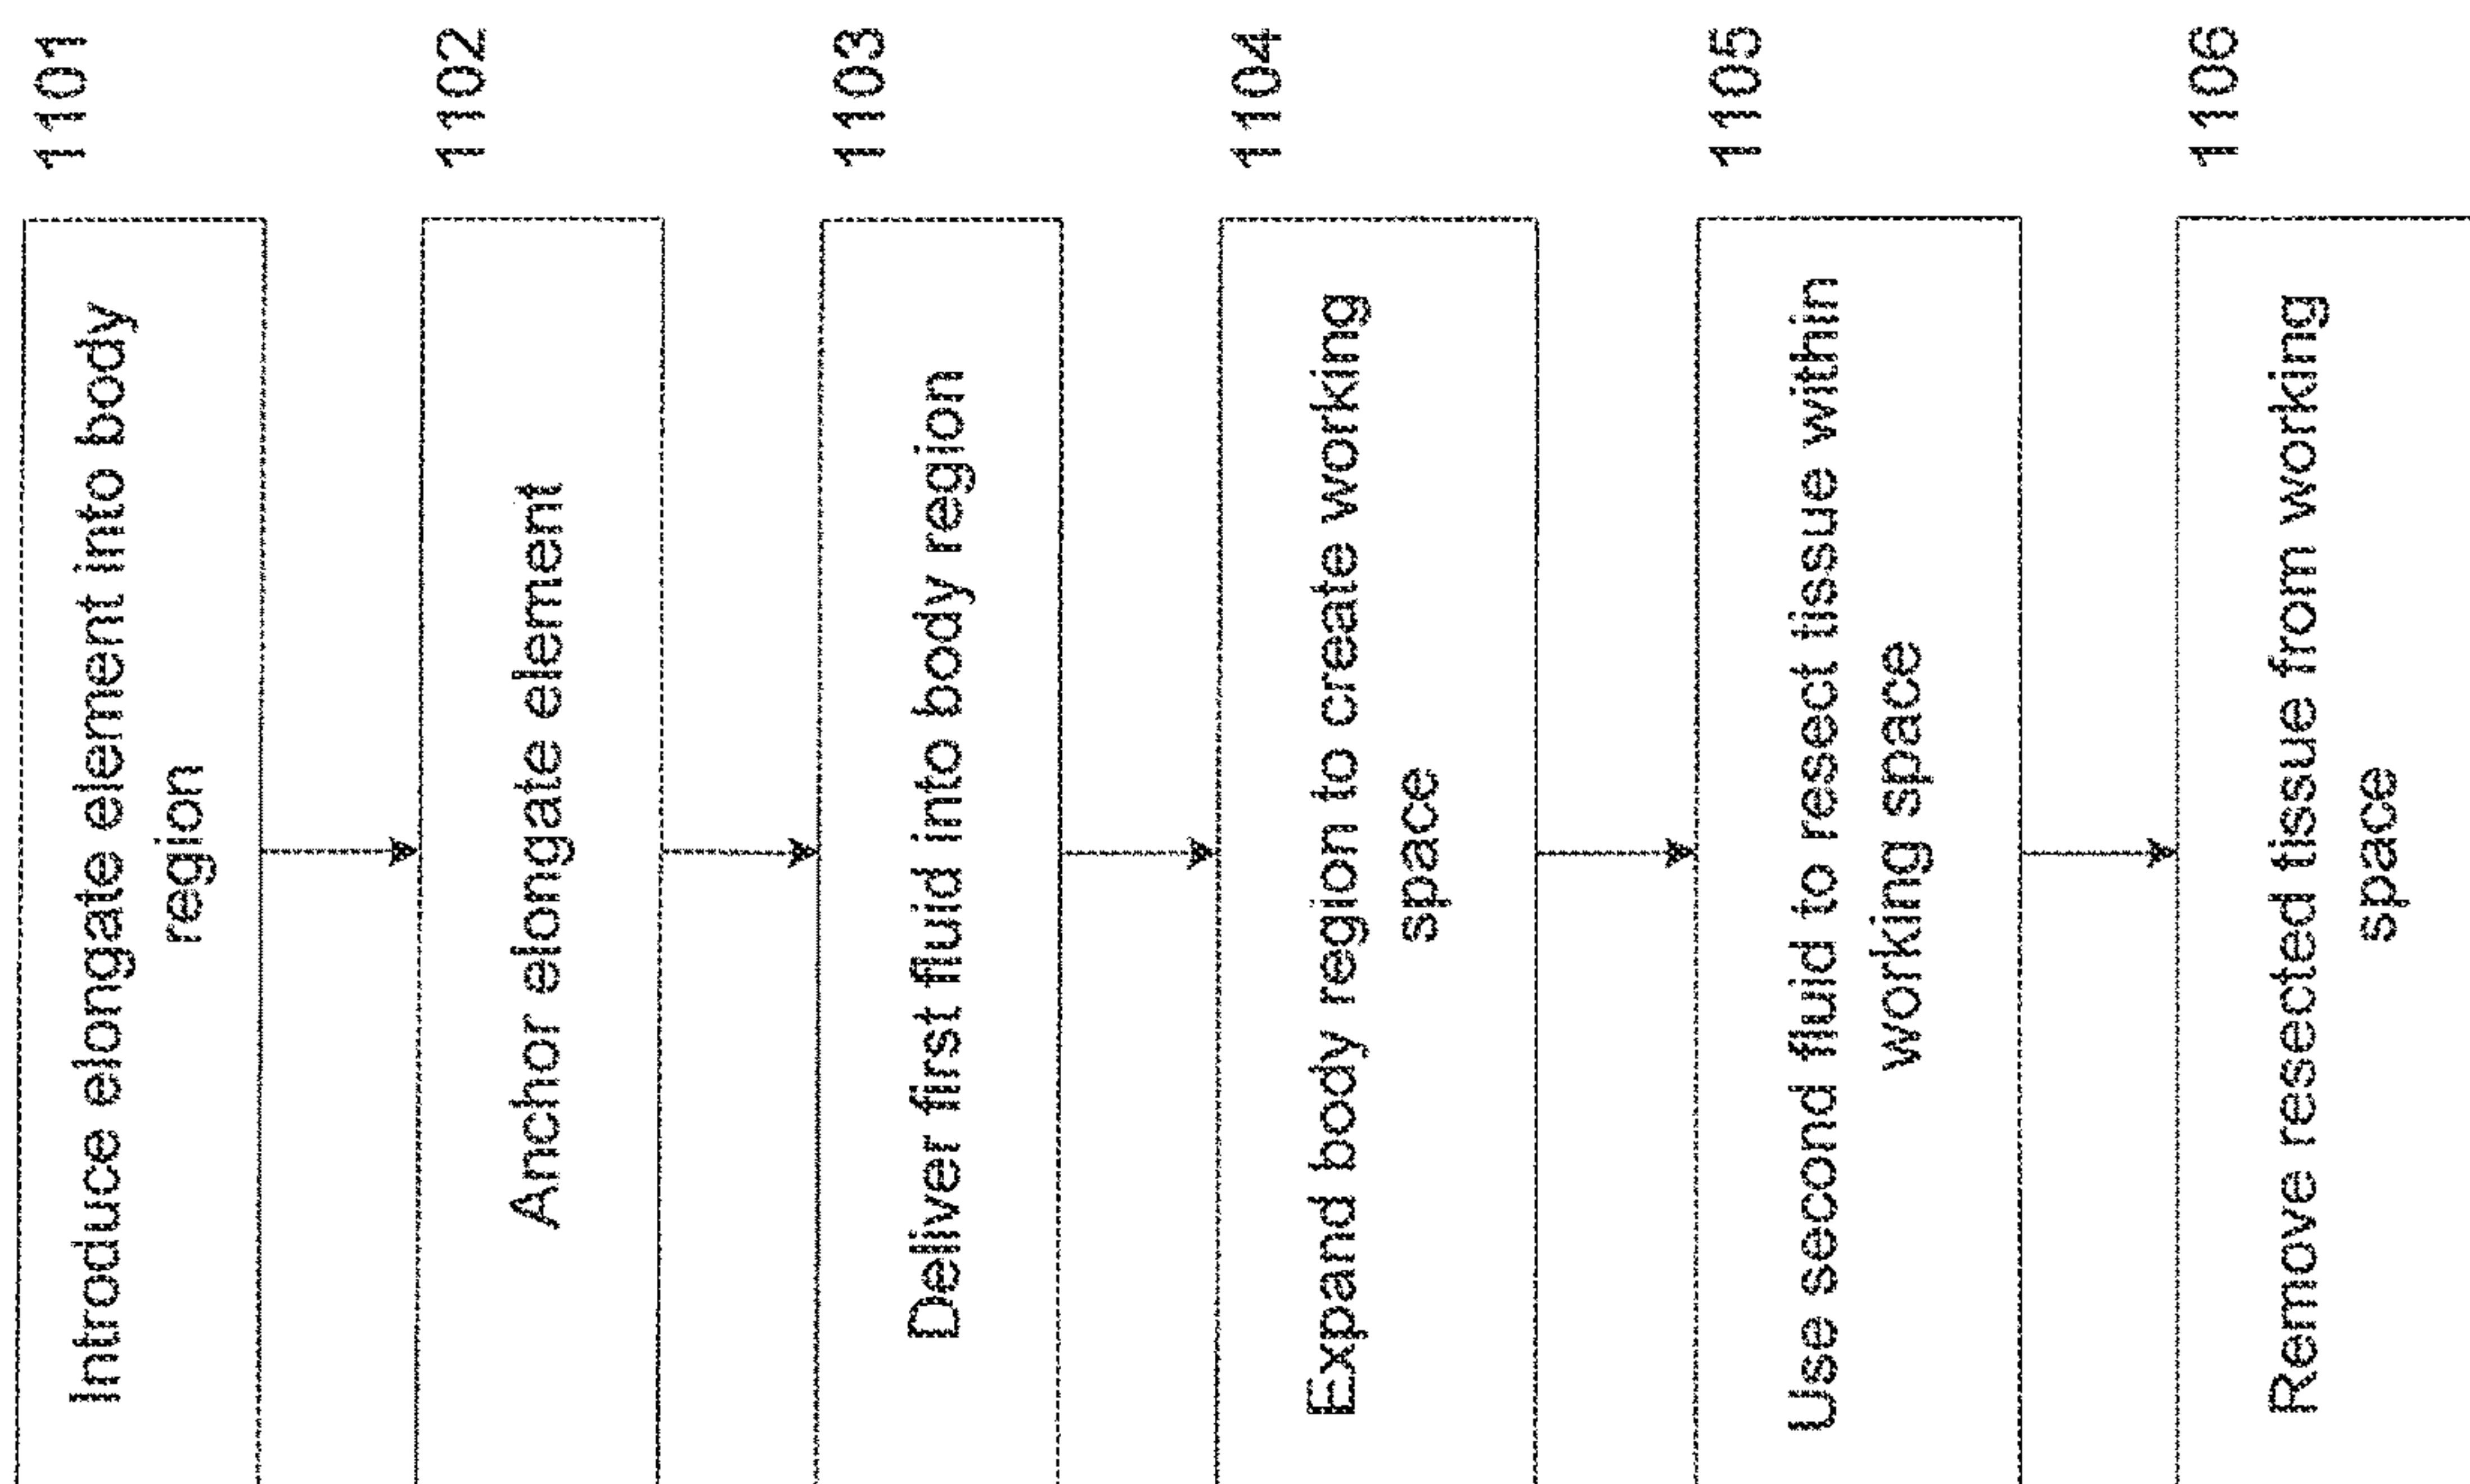 Introduce elongate element into body
region
1101
Anchor elongate element
1102
Deliver first fluid into body region
1103
Expand body region to create working
space
1104
Use second fluid to resect tissue within
working space
1105
Remove resected tissue from working
space
1106